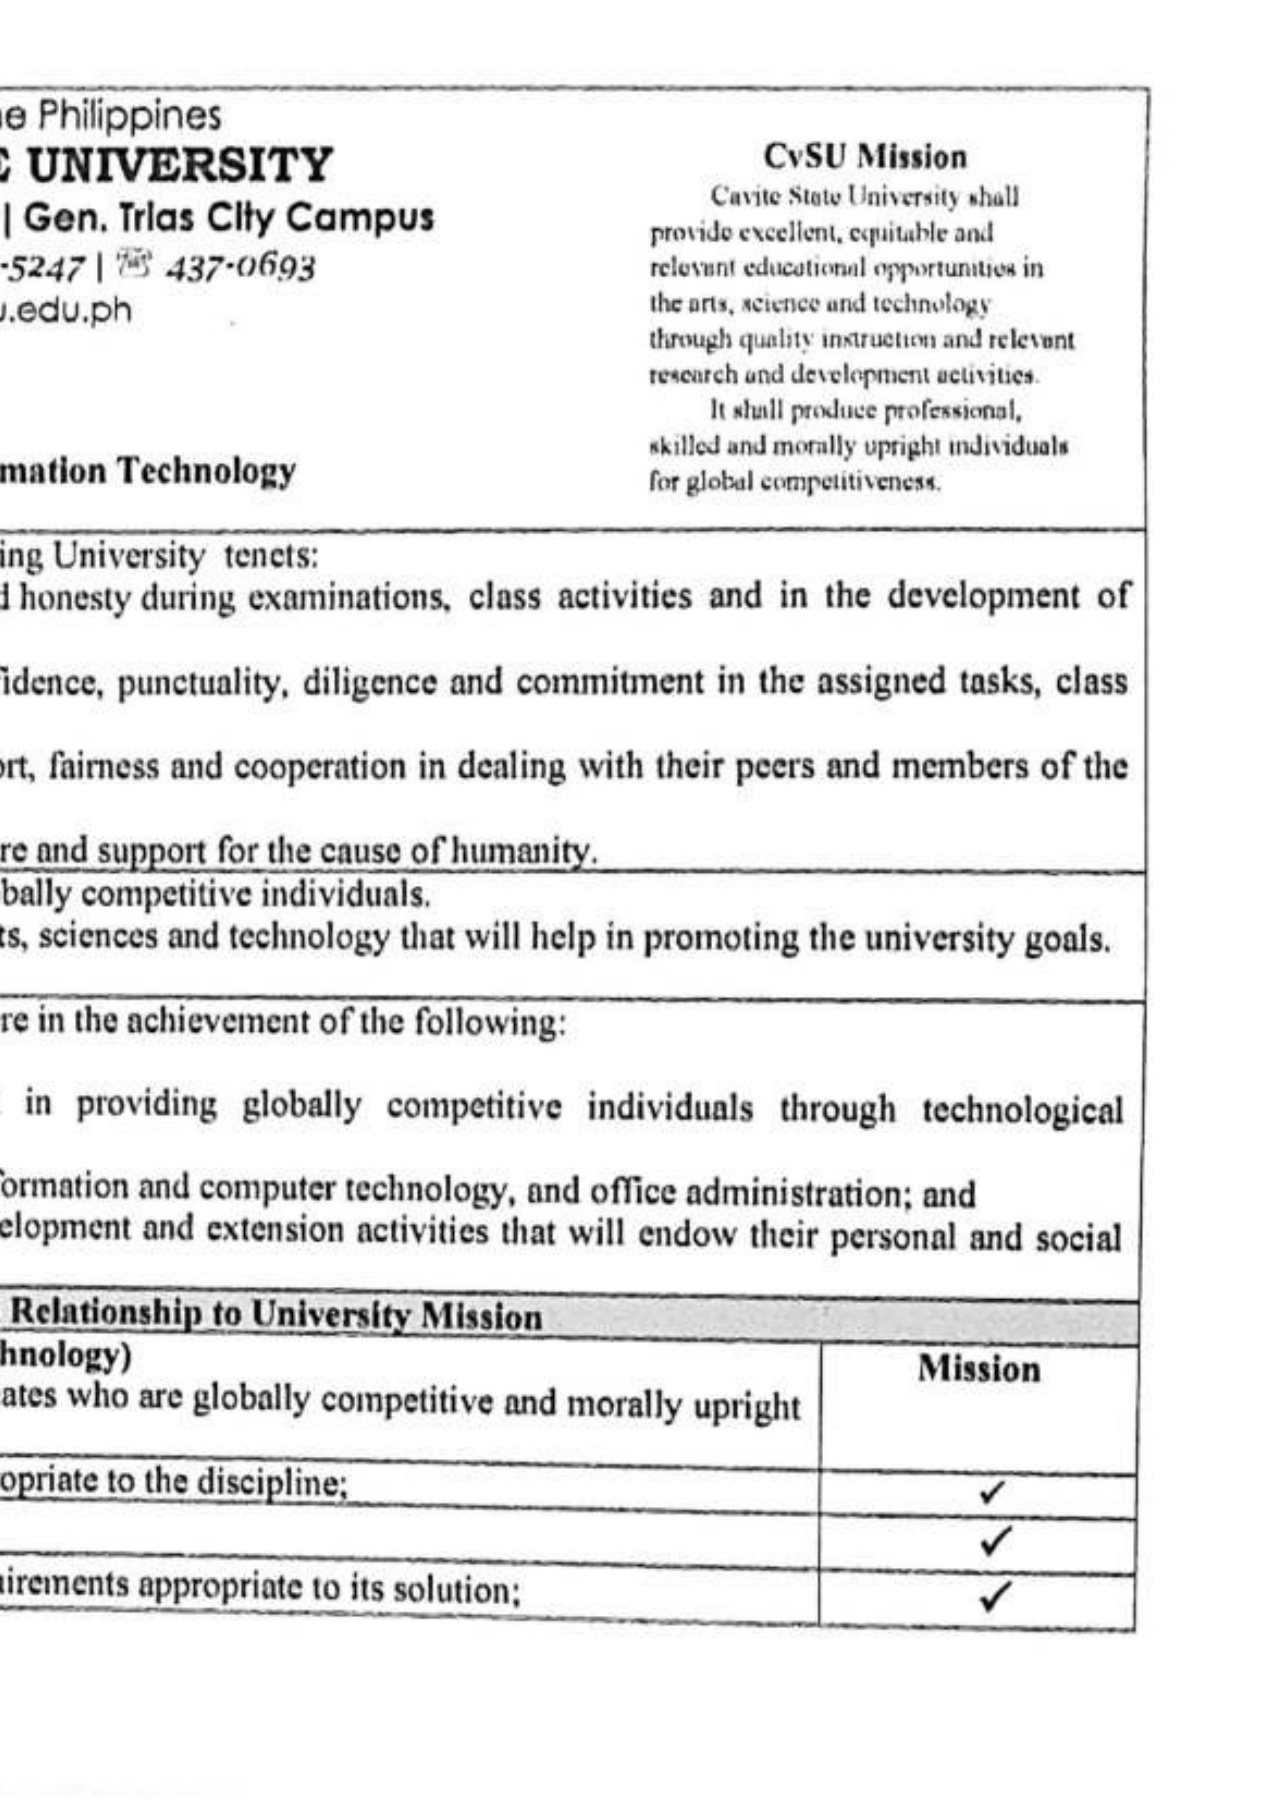 ne Philippines
E UNIVERSITY
| Gen. Trias City Campus
-5247 | 437-0693
u.edu.ph
mation Technology
CvSU Mission
Cavite State University shall
provide excellent, equitable and
relevant educational opportunities in
the arts, science and technology
through quality instruction and relevant
research and development activities.
It shall produce professional,
skilled and morally upright individuals
for global competitiveness.
ing University tenets:
d honesty during examinations, class activities and in the development of
fidence, punctuality, diligence and commitment in the assigned tasks, class
ort, fairness and cooperation in dealing with their peers and members of the
re and support for the cause of humanity.
bally competitive individuals.
ts, sciences and technology that will help in promoting the university goals.
re in the achievement of the following:
in providing globally competitive individuals through technological
formation and computer technology, and office administration; and
elopment and extension activities that will endow their personal and social
Relationship to University Mission
hnology)
ates who are globally competitive and morally upright
Mission
opriate to the discipline;
✓
✓
uirements appropriate to its solution;
✓